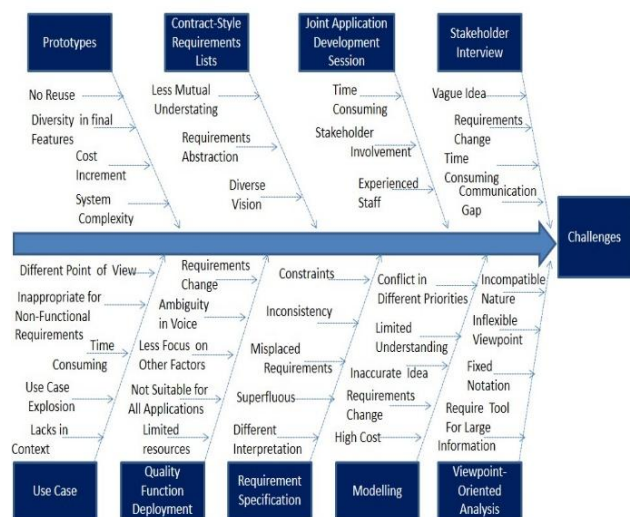 Prototypes
Contract-Style
Requirements
Lists
Joint Application
Development
Session
Stakeholder
Interview
No Reuse
Diversity in final
Features
Cost
Increment
System
Complexity
Less Mutual
Understating
Requirements
Abstraction
Diverse
Vision
Time
Consuming
Stakeholder
Involvement
Experienced
Staff
Vague Idea
Requirements
Change
Time
Consuming
Communication
Gap
Challenges
Different Point of View
Inappropriate for
Non-Functional
Requirements
Time
Consuming
Use Case
Explosion
Lacks in
Context
Requirements
Change
Ambiguity
in Voice
Less Focus on
Other Factors
Not Suitable for
All Applications
Limited
resources
Constraints
Inconsistency
Misplaced
Requirements
Superfluous
Different
Interpretation
Conflict in
Different Priorities
Limited
Understanding
Inaccurate Idea
Requirements
Change
High Cost
Incompatible
Nature
Inflexible
Viewpoint
Fixed
Notation
Require Tool
For Large
Information
Use Case
Quality
Function
Deployment
Requirement
Specification
Modelling
Viewpoint-
Oriented
Analysis